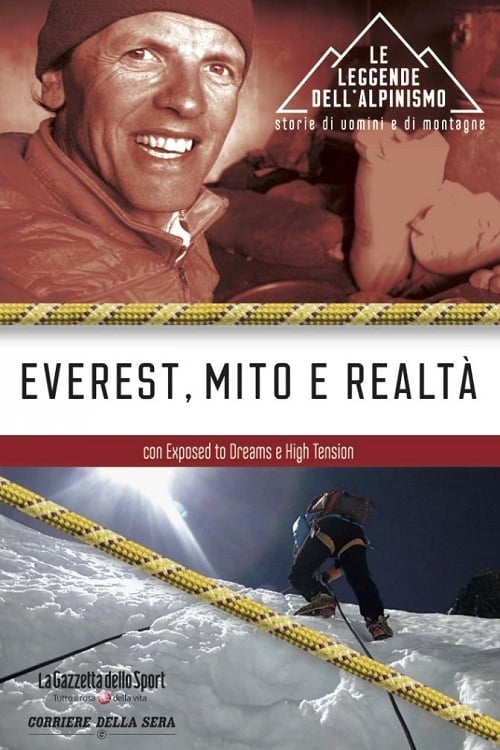 LE
LEGGENDE
DELL'ALPINISMO
storie di uomini e di montagne
EVEREST, MITO E REALTÀ
con Exposed to Dreams e High Tension
La Gazzetta dello Sport
Tutto il rosa della vita
CORRIERE DELLA SERA
©